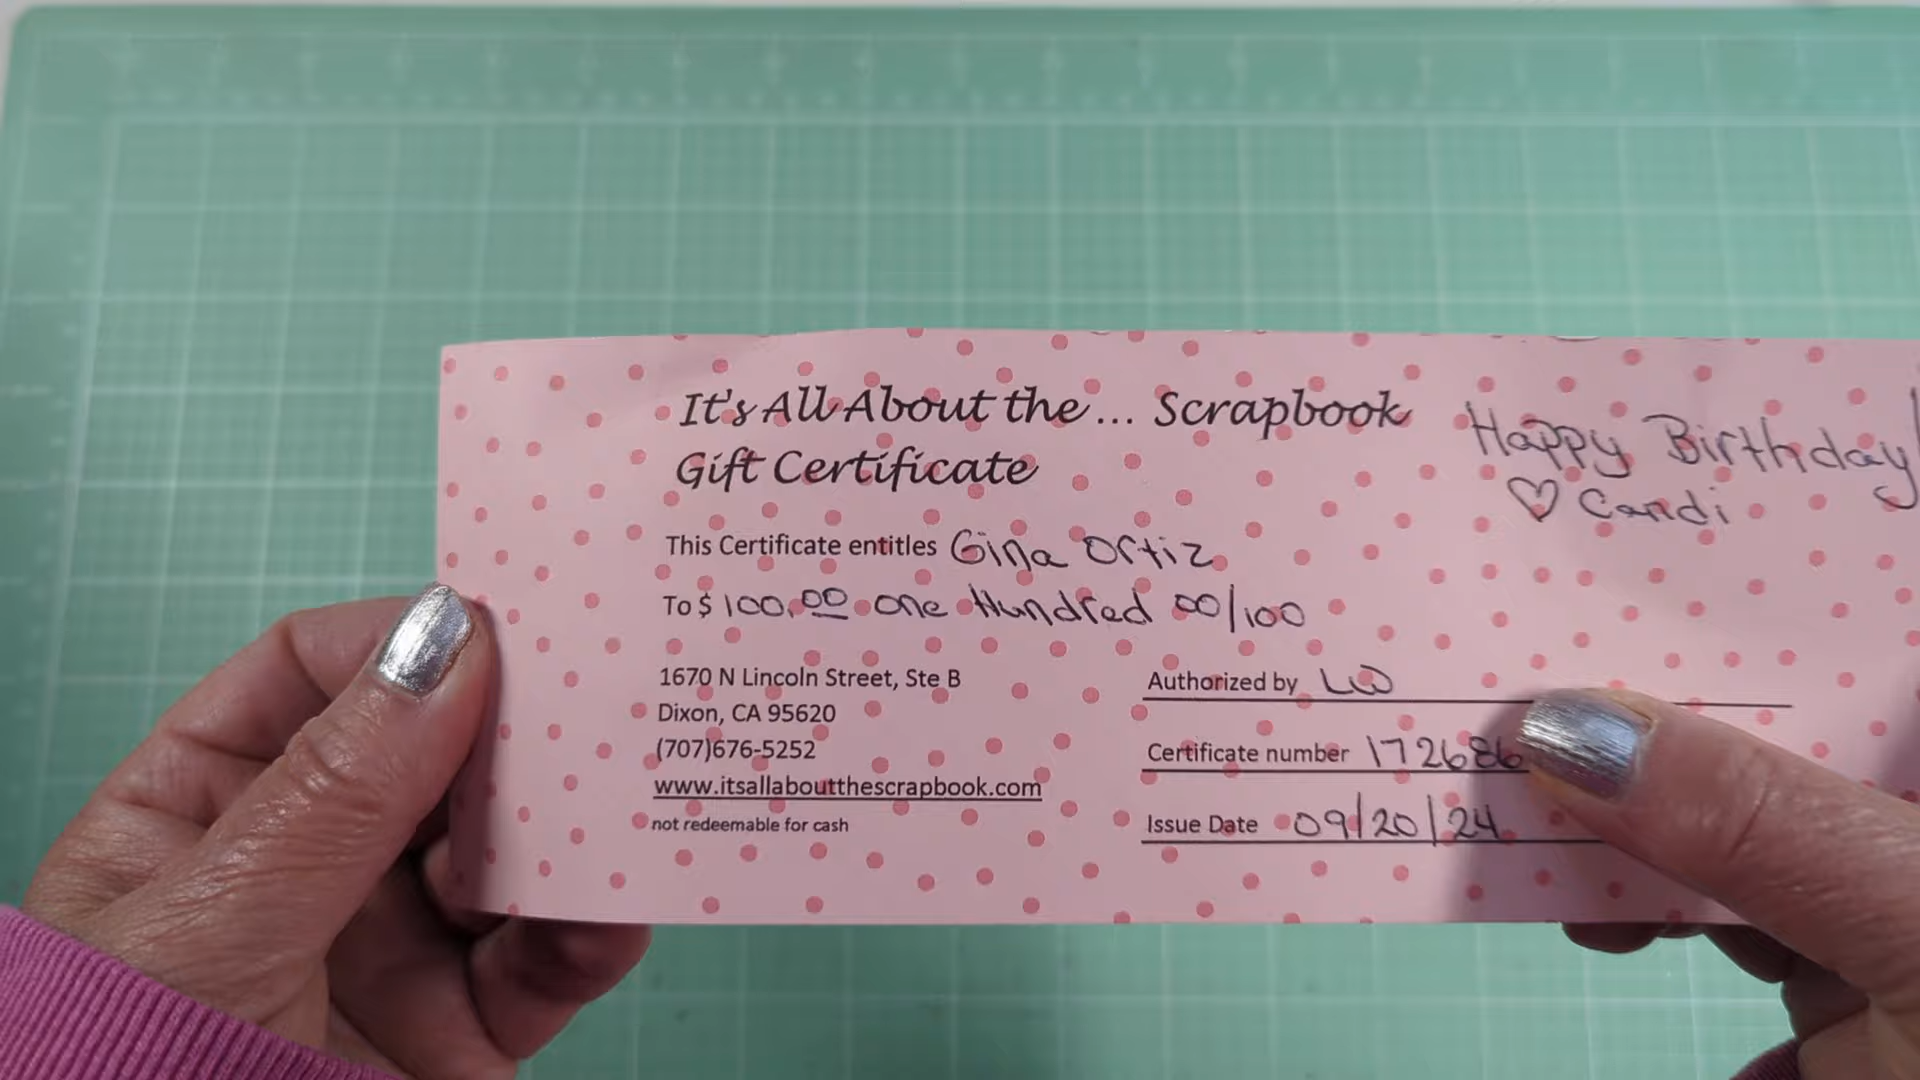 It's All About the... Scrapbook
Gift Certificate
Happy Birthday!
♡ Candi
This Certificate entitles Gina Ortiz
To $ 100.00 one Hundred 00/100
1670 N Lincoln Street, Ste B
Dixon, CA 95620
(707)676-5252
www.itsallaboutthescrapbook.com
not redeemable for cash
Authorized by LW
Certificate number 172686
Issue Date 09/20/24